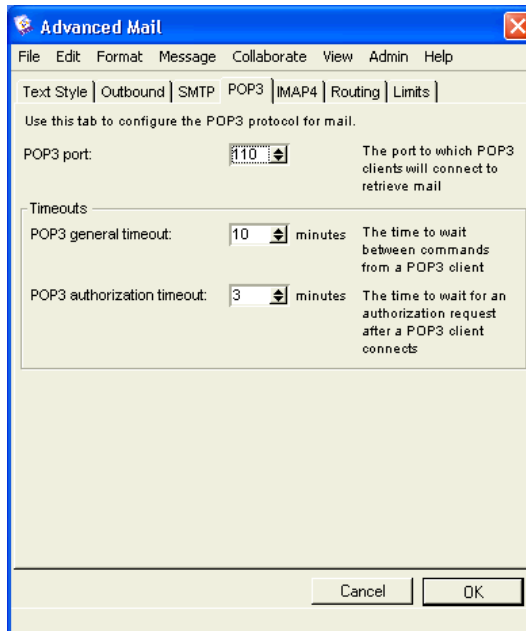 Advanced Mail
File Edit Format Message Collaborate View Admin Help
Text Style Outbound SMTP POP3 IMAP4 Routing Limits
Use this tab to configure the POP3 protocol for mail.
POP3 port: 110 The port to which POP3
clients will connect to
retrieve mail
Timeouts
POP3 general timeout: 10 minutes The time to wait
between commands
from a POP3 client
POP3 authorization timeout: 3 minutes The time to wait for an
authorization request
after a POP3 client
connects
Cancel OK